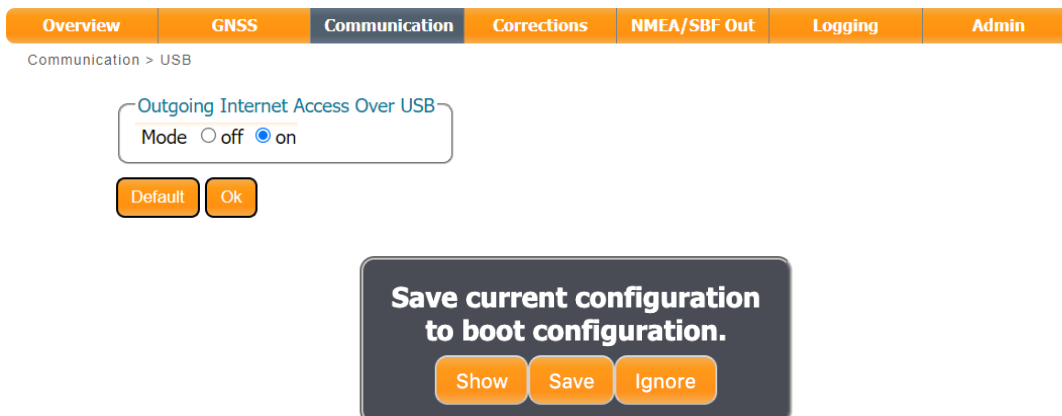 Overview GNSS Communication Corrections NMEA/SBF Out Logging Admin
Communication > USB
Outgoing Internet Access Over USB
Mode off on
Default Ok
Save current configuration
to boot configuration.
Show Save Ignore